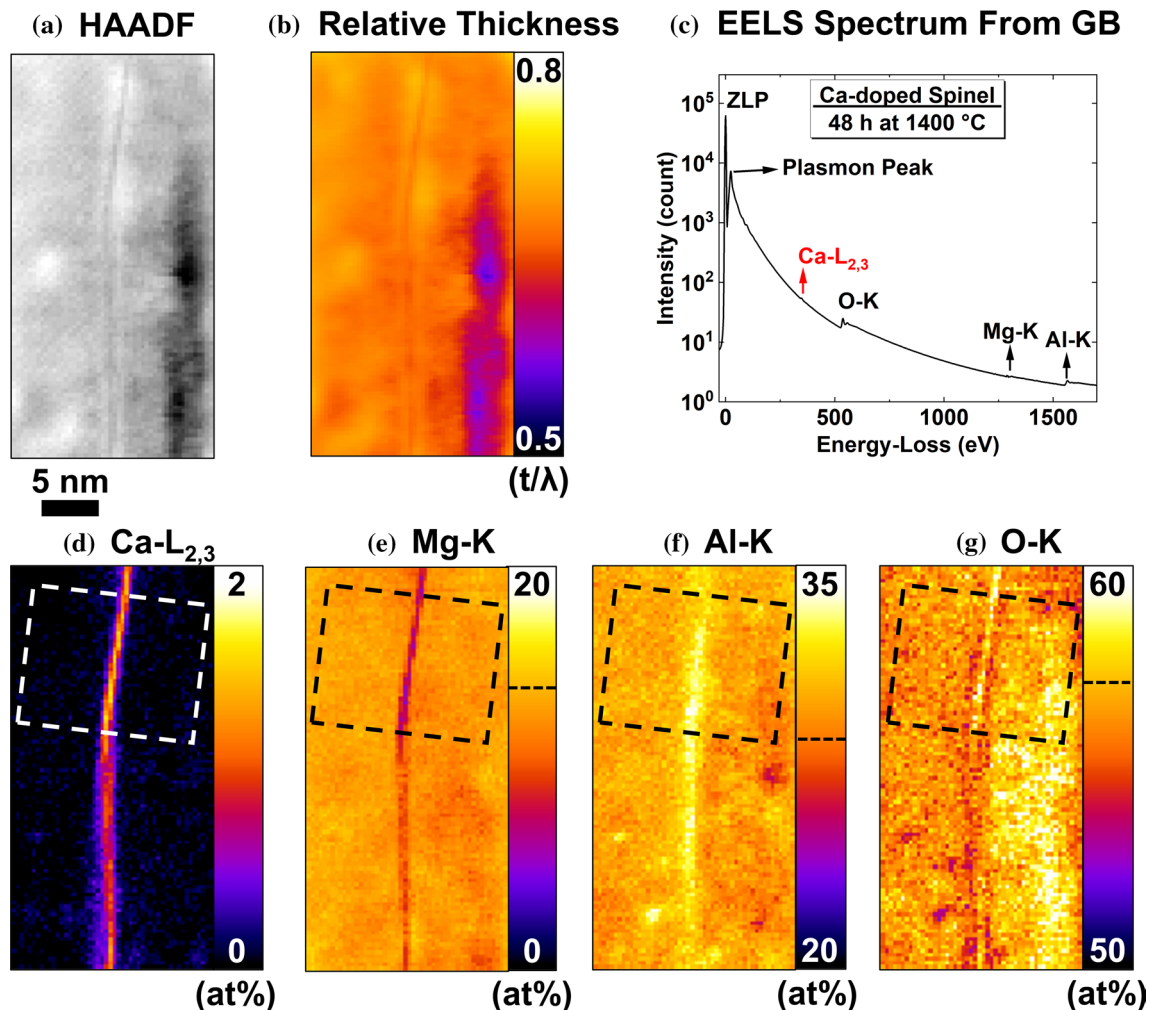 (a) HAADF
(b) Relative Thickness
(c) EELS Spectrum From GB
0.8
0.5
(t/λ)
5 nm
Ca-doped Spinel
48 h at 1400 °C
ZLP
Plasmon Peak
Ca-L2,3
O-K
Mg-K
Al-K
10^5
10^4
10^3
10^2
10^1
10^0
Intensity (count)
0
500
1000
1500
Energy-Loss (eV)
(d) Ca-L2,3
2
0
(at%)
(e) Mg-K
20
0
(at%)
(f) Al-K
35
20
(at%)
(g) O-K
60
50
(at%)